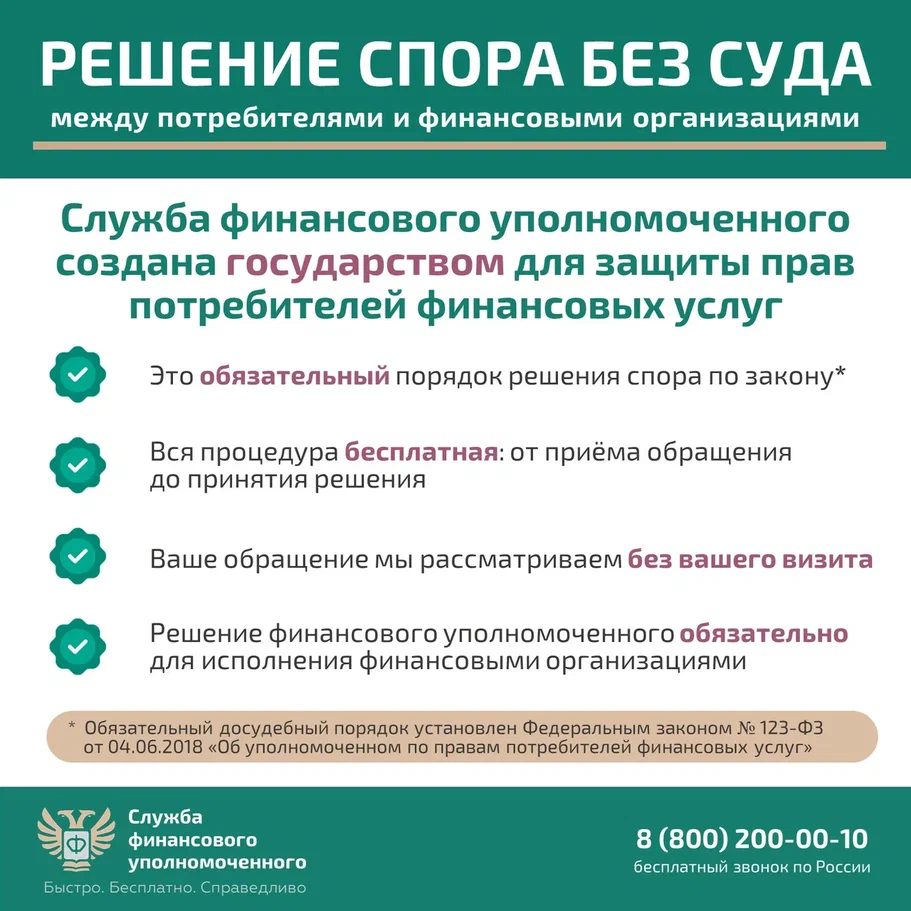 РЕШЕНИЕ СПОРА БЕЗ СУДА
между потребителями и финансовыми организациями
Служба финансового уполномоченного
создана государством для защиты прав
потребителей финансовых услуг
Это обязательный порядок решения спора по закону*
Вся процедура бесплатная: от приёма обращения
до принятия решения
Ваше обращение мы рассматриваем без вашего визита
Решение финансового уполномоченного обязательно
для исполнения финансовыми организациями
* Обязательный досудебный порядок установлен Федеральным законом № 123-ФЗ
от 04.06.2018 «Об уполномоченном по правам потребителей финансовых услуг»
Ф
Служба
финансового
уполномоченного
Быстро. Бесплатно. Справедливо
8 (800) 200-00-10
бесплатный звонок по России